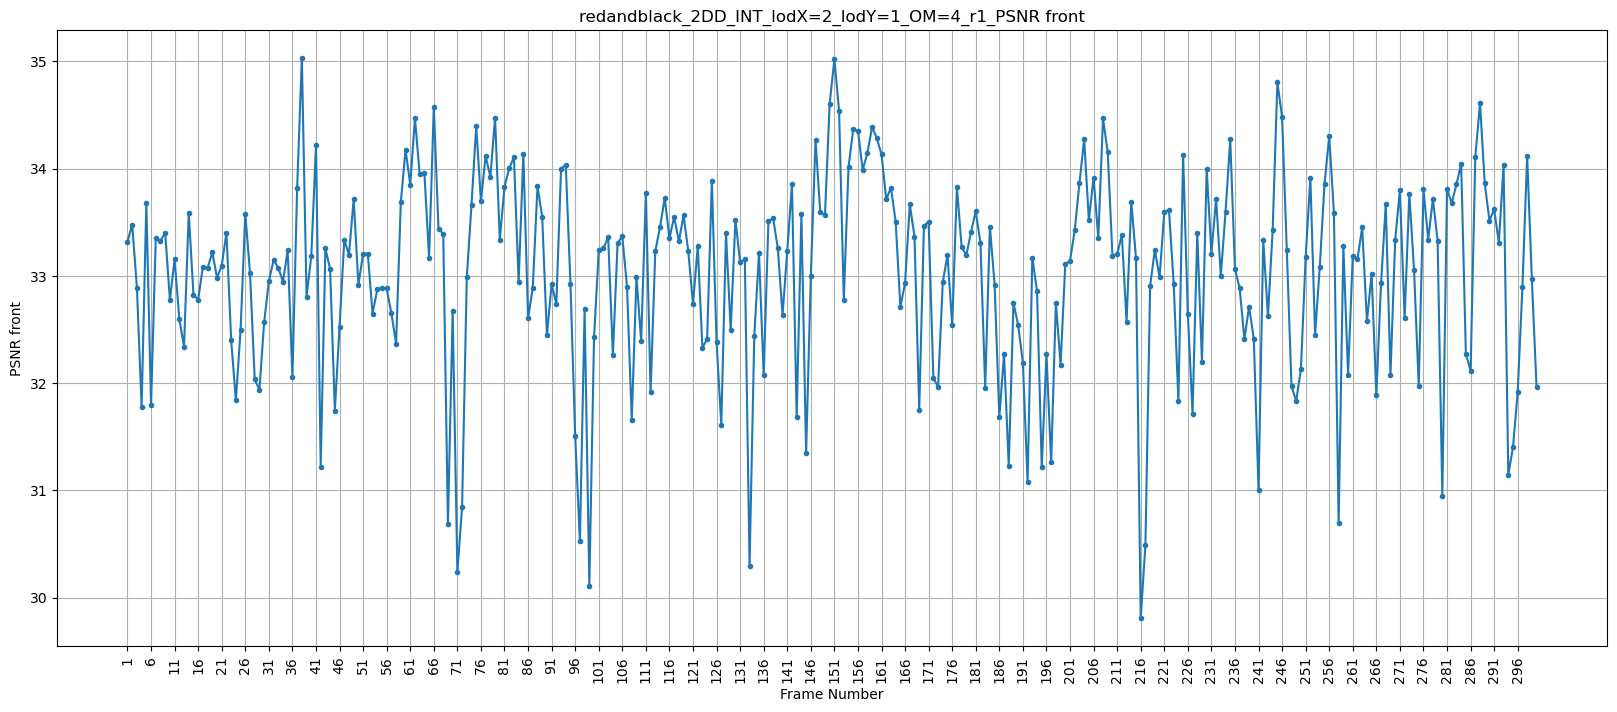 redandblack_2DD_INT_lodX=2_lodY=1_OM=4_r1_PSNR front
PSNR front
35
34
33
32
31
30
1 6 11 16 21 26 31 36 41 46 51 56 61 66 71 76 81 86 91 96 101 106 111 116 121 126 131 136 141 146 151 156 161 166 171 176 181 186 191 196 201 206 211 216 221 226 231 236 241 246 251 256 261 266 271 276 281 286 291 296
Frame Number